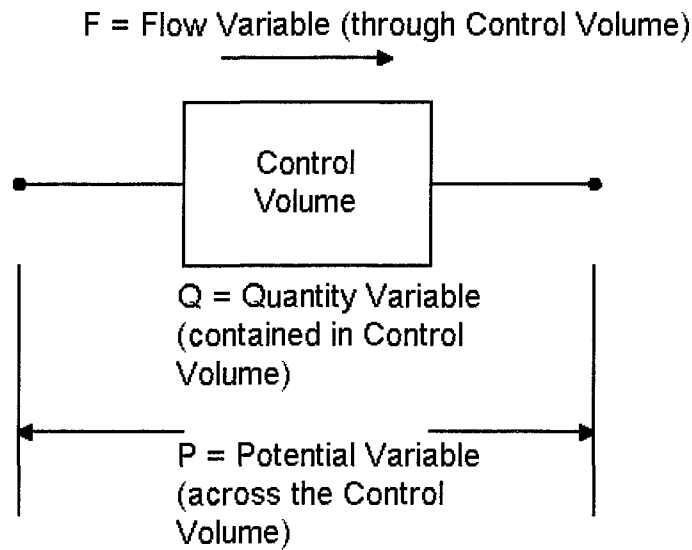 F = Flow Variable (through Control Volume)
Control
Volume
Q = Quantity Variable
(contained in Control
Volume)
P = Potential Variable
(across the Control
Volume)